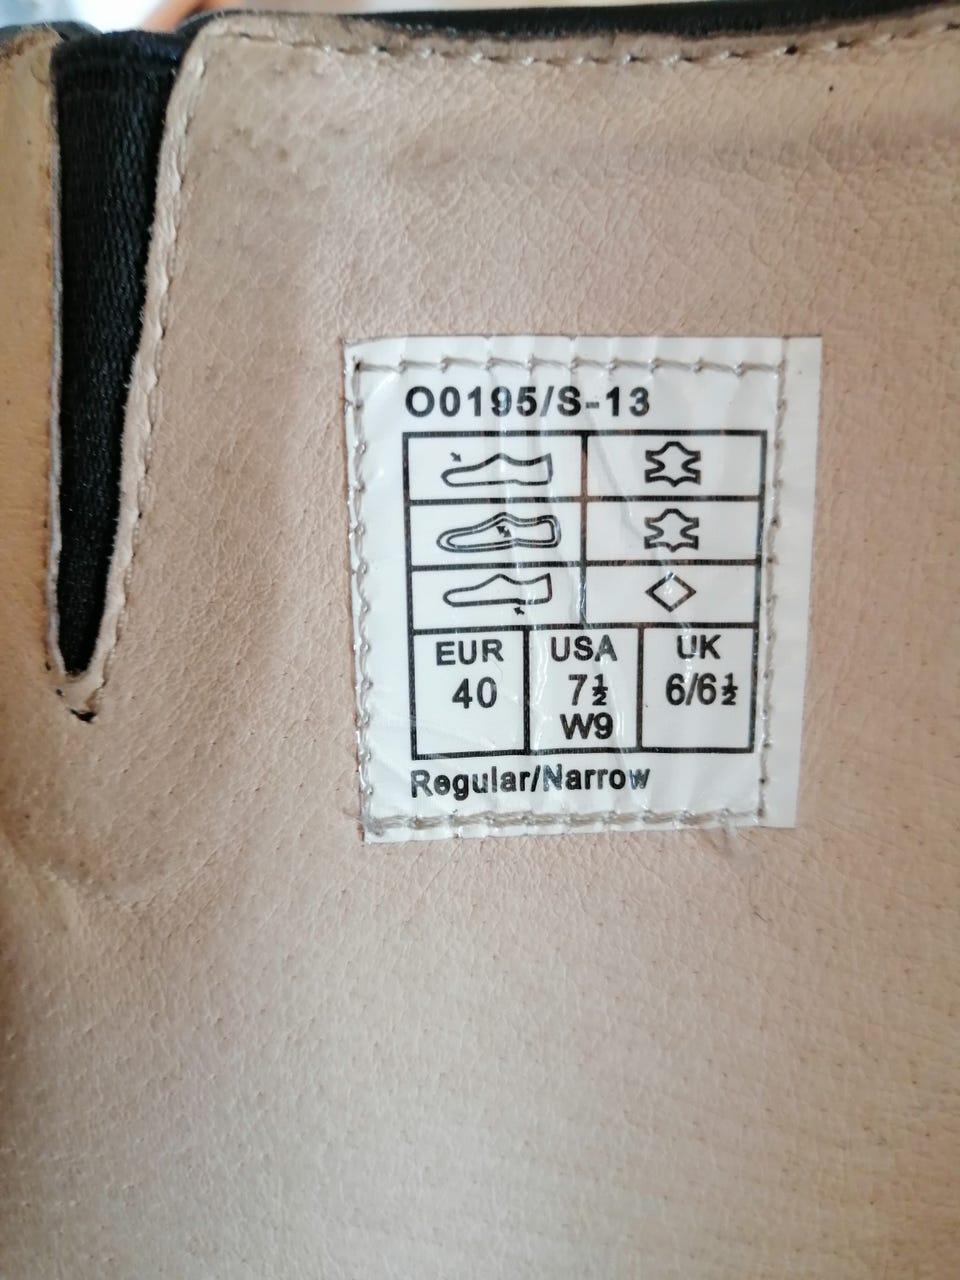 O0195/S-13
EUR USA UK
40 7½ 6/6½
W9
Regular/Narrow